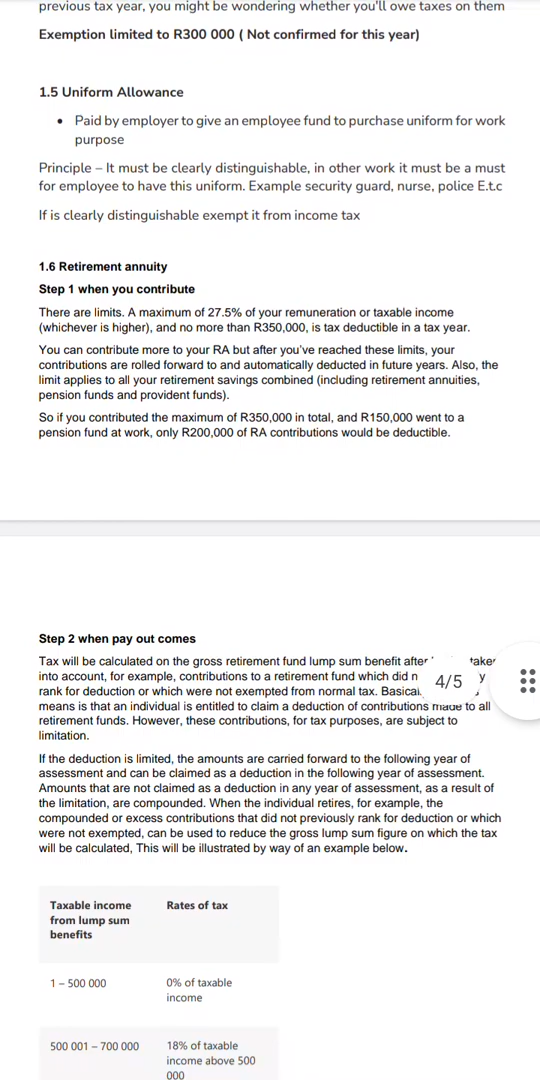 previous tax year, you might be wondering whether you'll owe taxes on them
Exemption limited to R300 000 ( Not confirmed for this year)
1.5 Uniform Allowance
• Paid by employer to give an employee fund to purchase uniform for work
purpose
Principle – It must be clearly distinguishable, in other work it must be a must
for employee to have this uniform. Example security guard, nurse, police E.t.c
If is clearly distinguishable exempt it from income tax
1.6 Retirement annuity
Step 1 when you contribute
There are limits. A maximum of 27.5% of your remuneration or taxable income
(whichever is higher), and no more than R350,000, is tax deductible in a tax year.
You can contribute more to your RA but after you've reached these limits, your
contributions are rolled forward to and automatically deducted in future years. Also, the
limit applies to all your retirement savings combined (including retirement annuities,
pension funds and provident funds).
So if you contributed the maximum of R350,000 in total, and R150,000 went to a
pension fund at work, only R200,000 of RA contributions would be deductible.
Step 2 when pay out comes
Tax will be calculated on the gross retirement fund lump sum benefit after
into account, for example, contributions to a retirement fund which did
4/5
rank for deduction or which were not exempted from normal tax.
means is that an individual is entitled to claim a deduction of contributions made to all
retirement funds. However, these contributions, for tax purposes, are subject to
limitation.
If the deduction is limited, the amounts are carried forward to the following year of
assessment and can be claimed as a deduction in the following year of assessment.
Amounts that are not claimed as a deduction in any year of assessment, as a result of
the limitation, are compounded. When the individual retires, for example, the
compounded or excess contributions that did not previously rank for deduction or which
were not exempted, can be used to reduce the gross lump sum figure on which the tax
will be calculated, This will be illustrated by way of an example below.
Taxable income Rates of tax
from lump sum
benefits
1 – 500 000 0% of taxable
income
500 001 – 700 000 18% of taxable
income above 500
000